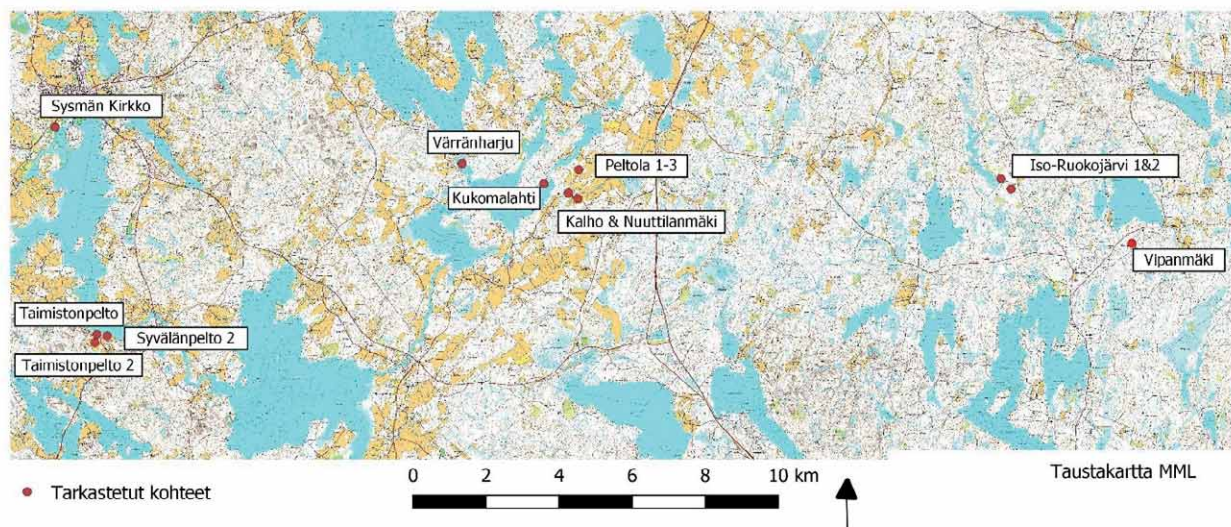 Sysmän Kirkko
Värränharju
Peltola 1-3
Iso-Ruokojärvi 1&2
Kukomalahti
Kalho & Nuuttilanmäki
Vipanmäki
Taimistonpelto
Syvälänpelto 2
Taimistonpelto 2
0 2 4 6 8 10 km
Tarkastetut kohteet
Taustakartta MML